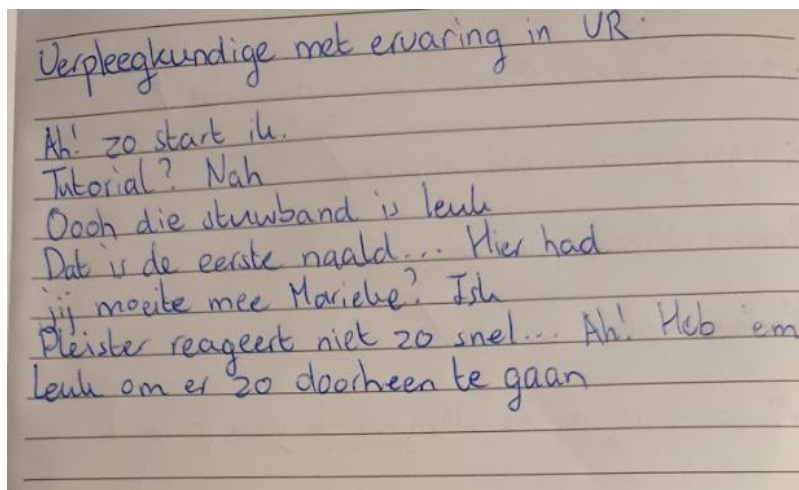 Verpleegkundige met ervaring in VR.
Ah! zo start ik.
Tutorial? Nah
Oooh die stuwband is leuk
Dat is de eerste naald... Hier had
jij moeite mee Marieke? Ish
Pleister reageert niet zo snel... Ah! Heb em
Leuk om er zo doorheen te gaan